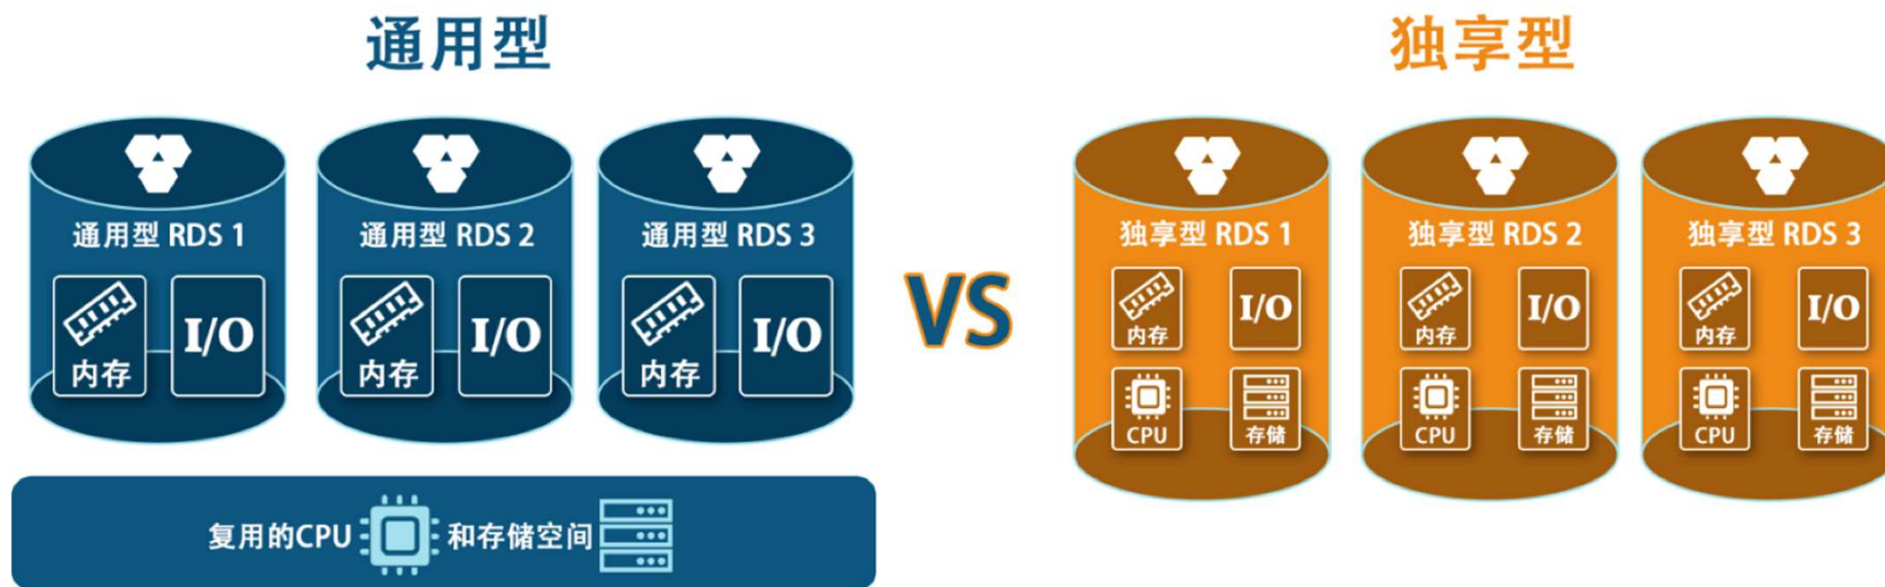 通用型
通用型 RDS 1
内存
I/O
通用型 RDS 2
内存
I/O
通用型 RDS 3
内存
I/O
复用的CPU 和存储空间
VS
独享型
独享型 RDS 1
内存
I/O
CPU
存储
独享型 RDS 2
内存
I/O
CPU
存储
独享型 RDS 3
内存
I/O
CPU
存储